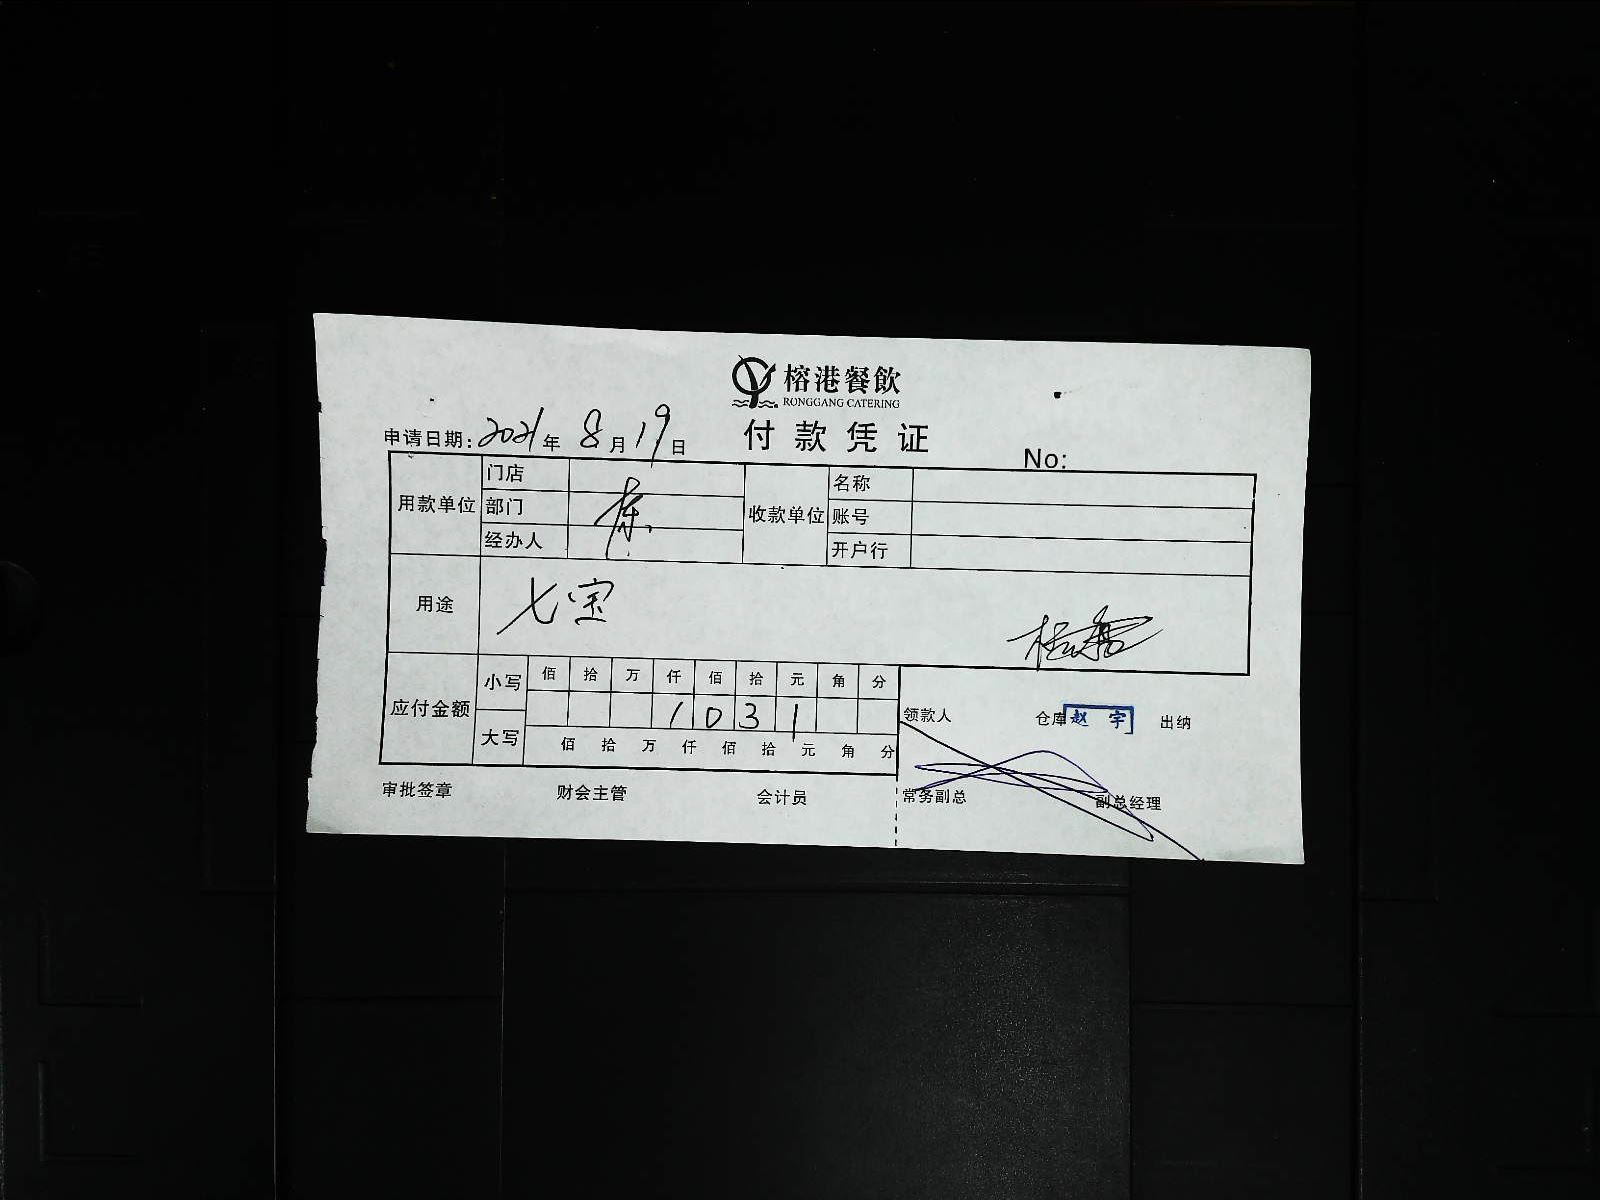 榕港餐飲
RONGGANG CATERING
申请日期: 2021年 8月19日 付款凭证 No:
用款单位 门店 收款单位 名称
部门 账号
经办人 开户行
用途 七宝
应付金额 小写 佰 拾 万 仟 佰 拾 元 角 分
1 0 3 1
大写 佰 拾 万 仟 佰 拾 元 角 分
领款人 仓库 赵 宇 出纳
审批签章 财会主管 会计员 常务副总 副总经理